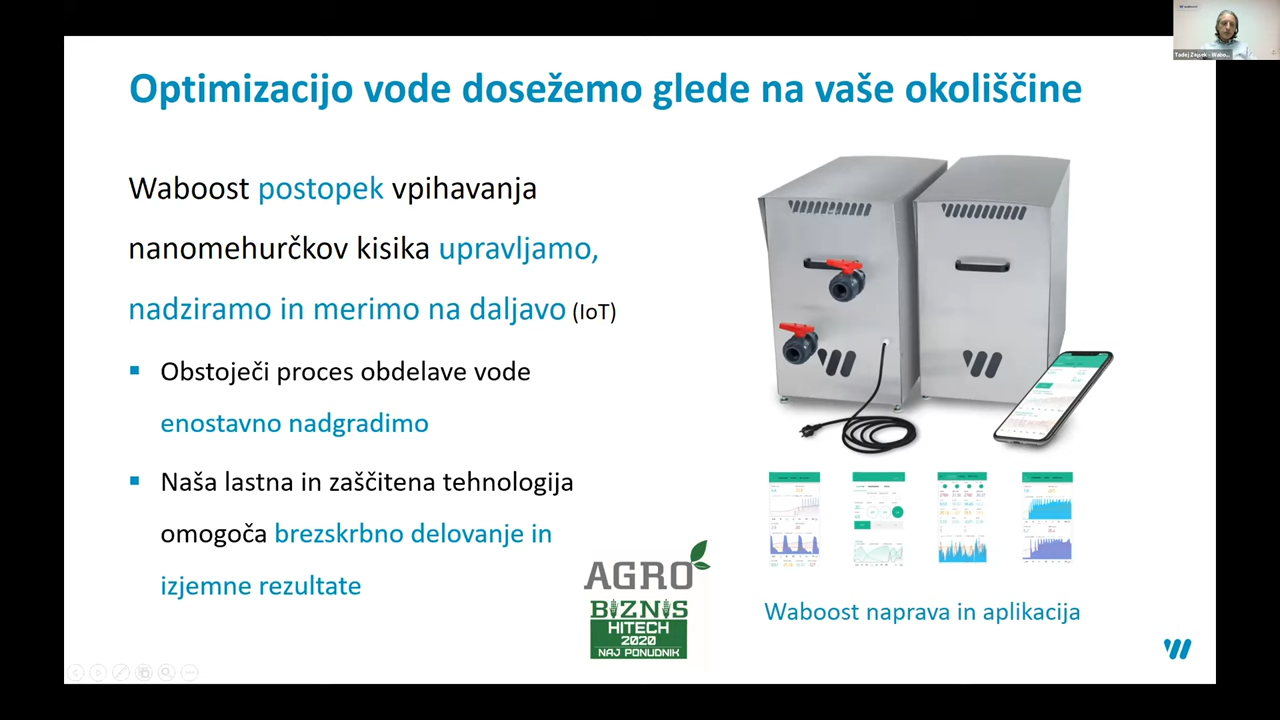 Optimizacijo vode dosežemo glede na vaše okoliščine
Waboost postopek vpihavanja
nanomehurčkov kisika upravljamo,
nadziramo in merimo na daljavo (IoT)
Obstoječi proces obdelave vode
enostavno nadgradimo
Naša lastna in zaščitena tehnologija
omogoča brezskrbno delovanje in
izjemne rezultate
AGRO
BIZNIS
HITECH
2020
NAJ PONUDNIK
Waboost naprava in aplikacija